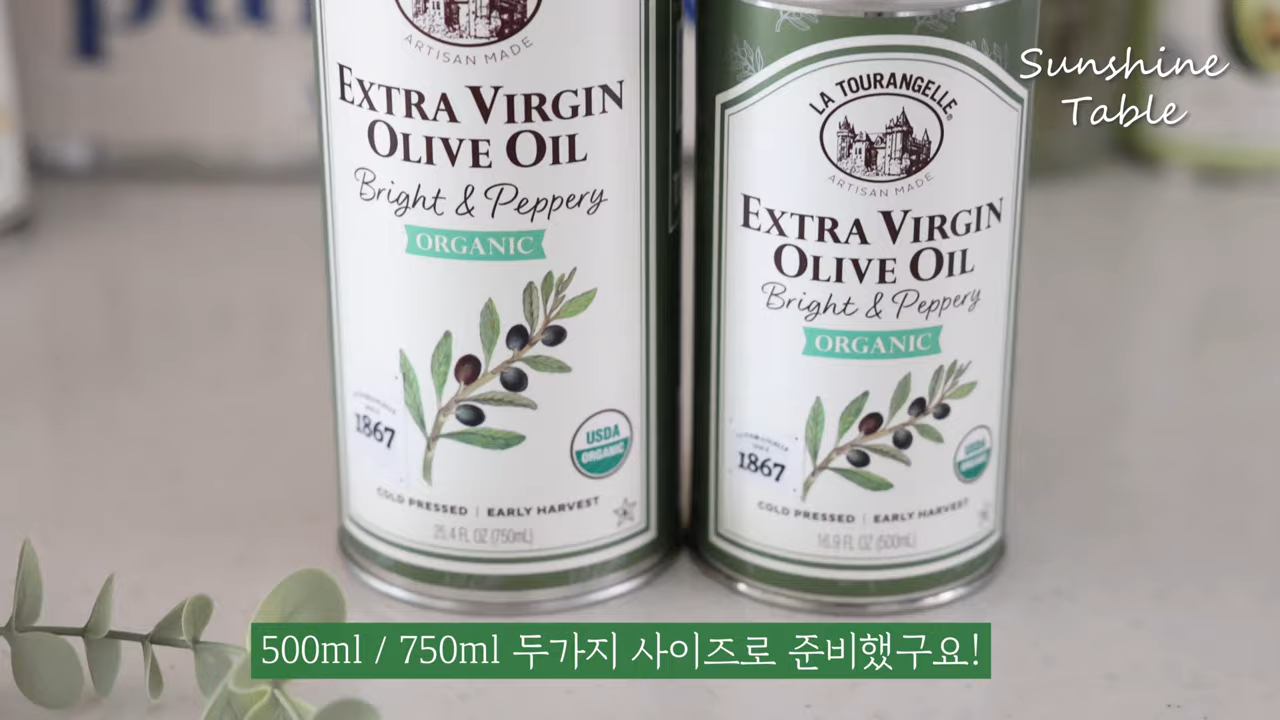 ARTISAN MADE
EXTRA VIRGIN
OLIVE OIL
Bright & Peppery
ORGANIC
1867
USDA
ORGANIC
COLD PRESSED | EARLY HARVEST
25.4 FL OZ (750mL)
LA TOURANGELLE®
ARTISAN MADE
EXTRA VIRGIN
OLIVE OIL
Bright & Peppery
ORGANIC
1867
USDA
ORGANIC
COLD PRESSED | EARLY HARVEST
16.9 FL OZ (500mL)
Sunshine
Table
500ml / 750ml 두가지 사이즈로 준비했구요!